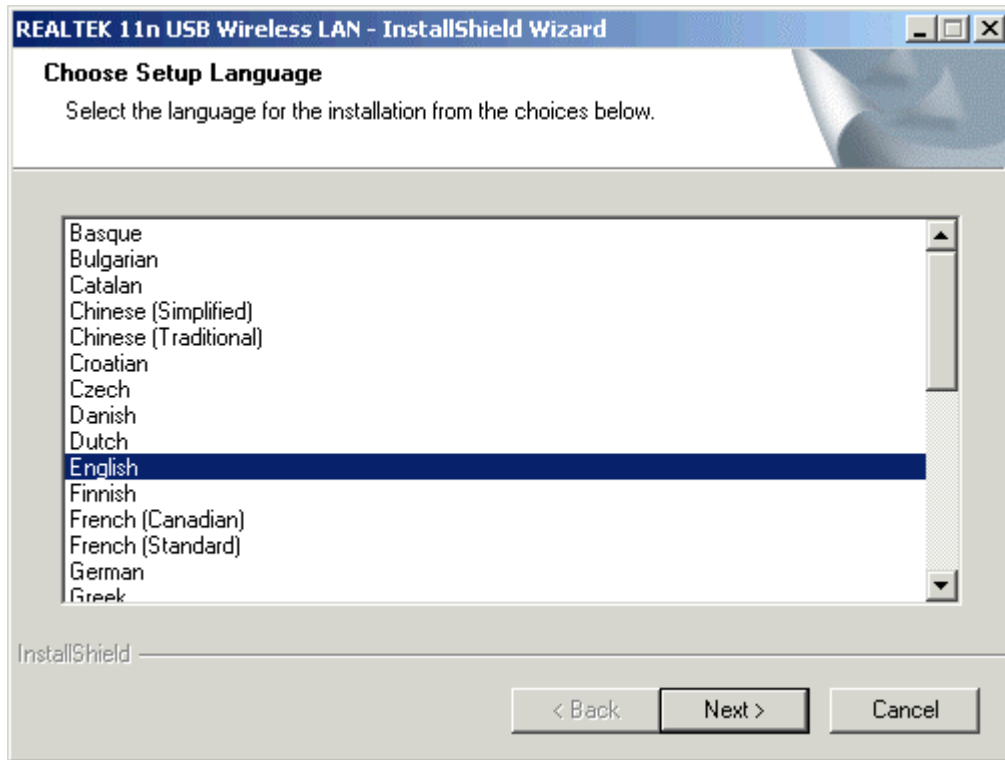 REALTEK 11n USB Wireless LAN - InstallShield Wizard
Choose Setup Language
Select the language for the installation from the choices below.
Basque
Bulgarian
Catalan
Chinese (Simplified)
Chinese (Traditional)
Croatian
Czech
Danish
Dutch
English
Finnish
French (Canadian)
French (Standard)
German
Greek
InstallShield
< Back Next > Cancel